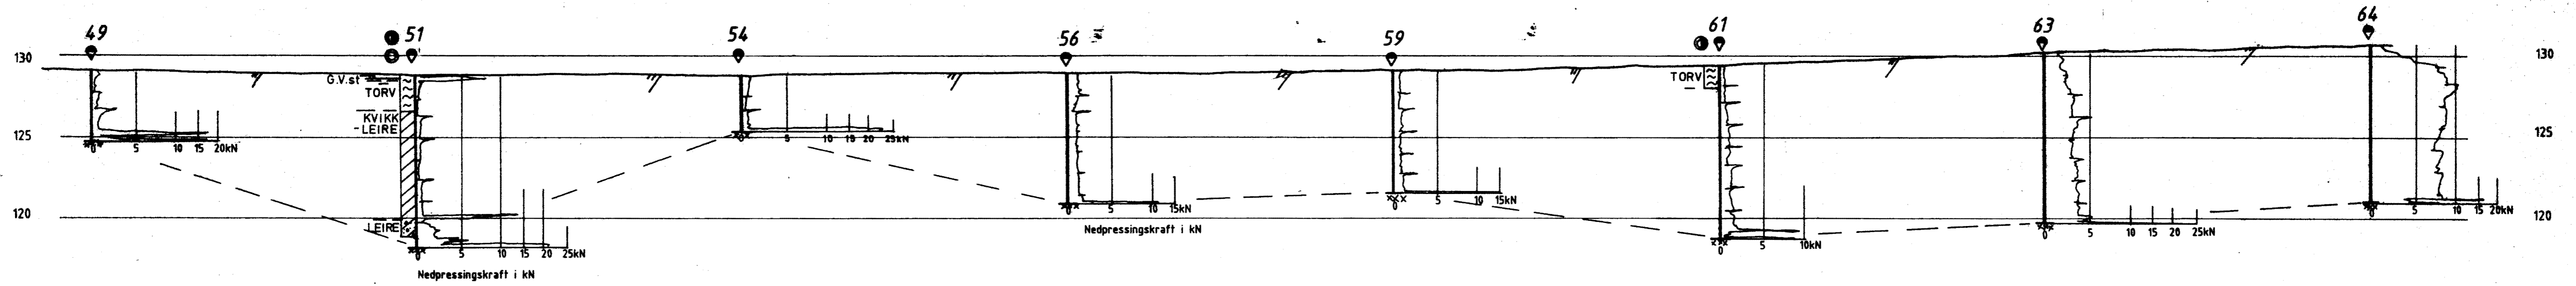 49
51
54
56
59
61
63
64
130
130
G.V.st
TORV
TORV
KVIKK
-LEIRE
125
125
0 5 10 15 20kN
0 5 10 15 20 25kN
120
120
LEIRE
0 5 10 15kN
0 5 10 15kN
0 5 10 15 20kN
0 5 10 15 20 25kN
0 5 10kN
0 5 10 15 20 25kN
Nedpressingskraft i kN
Nedpressingskraft i kN